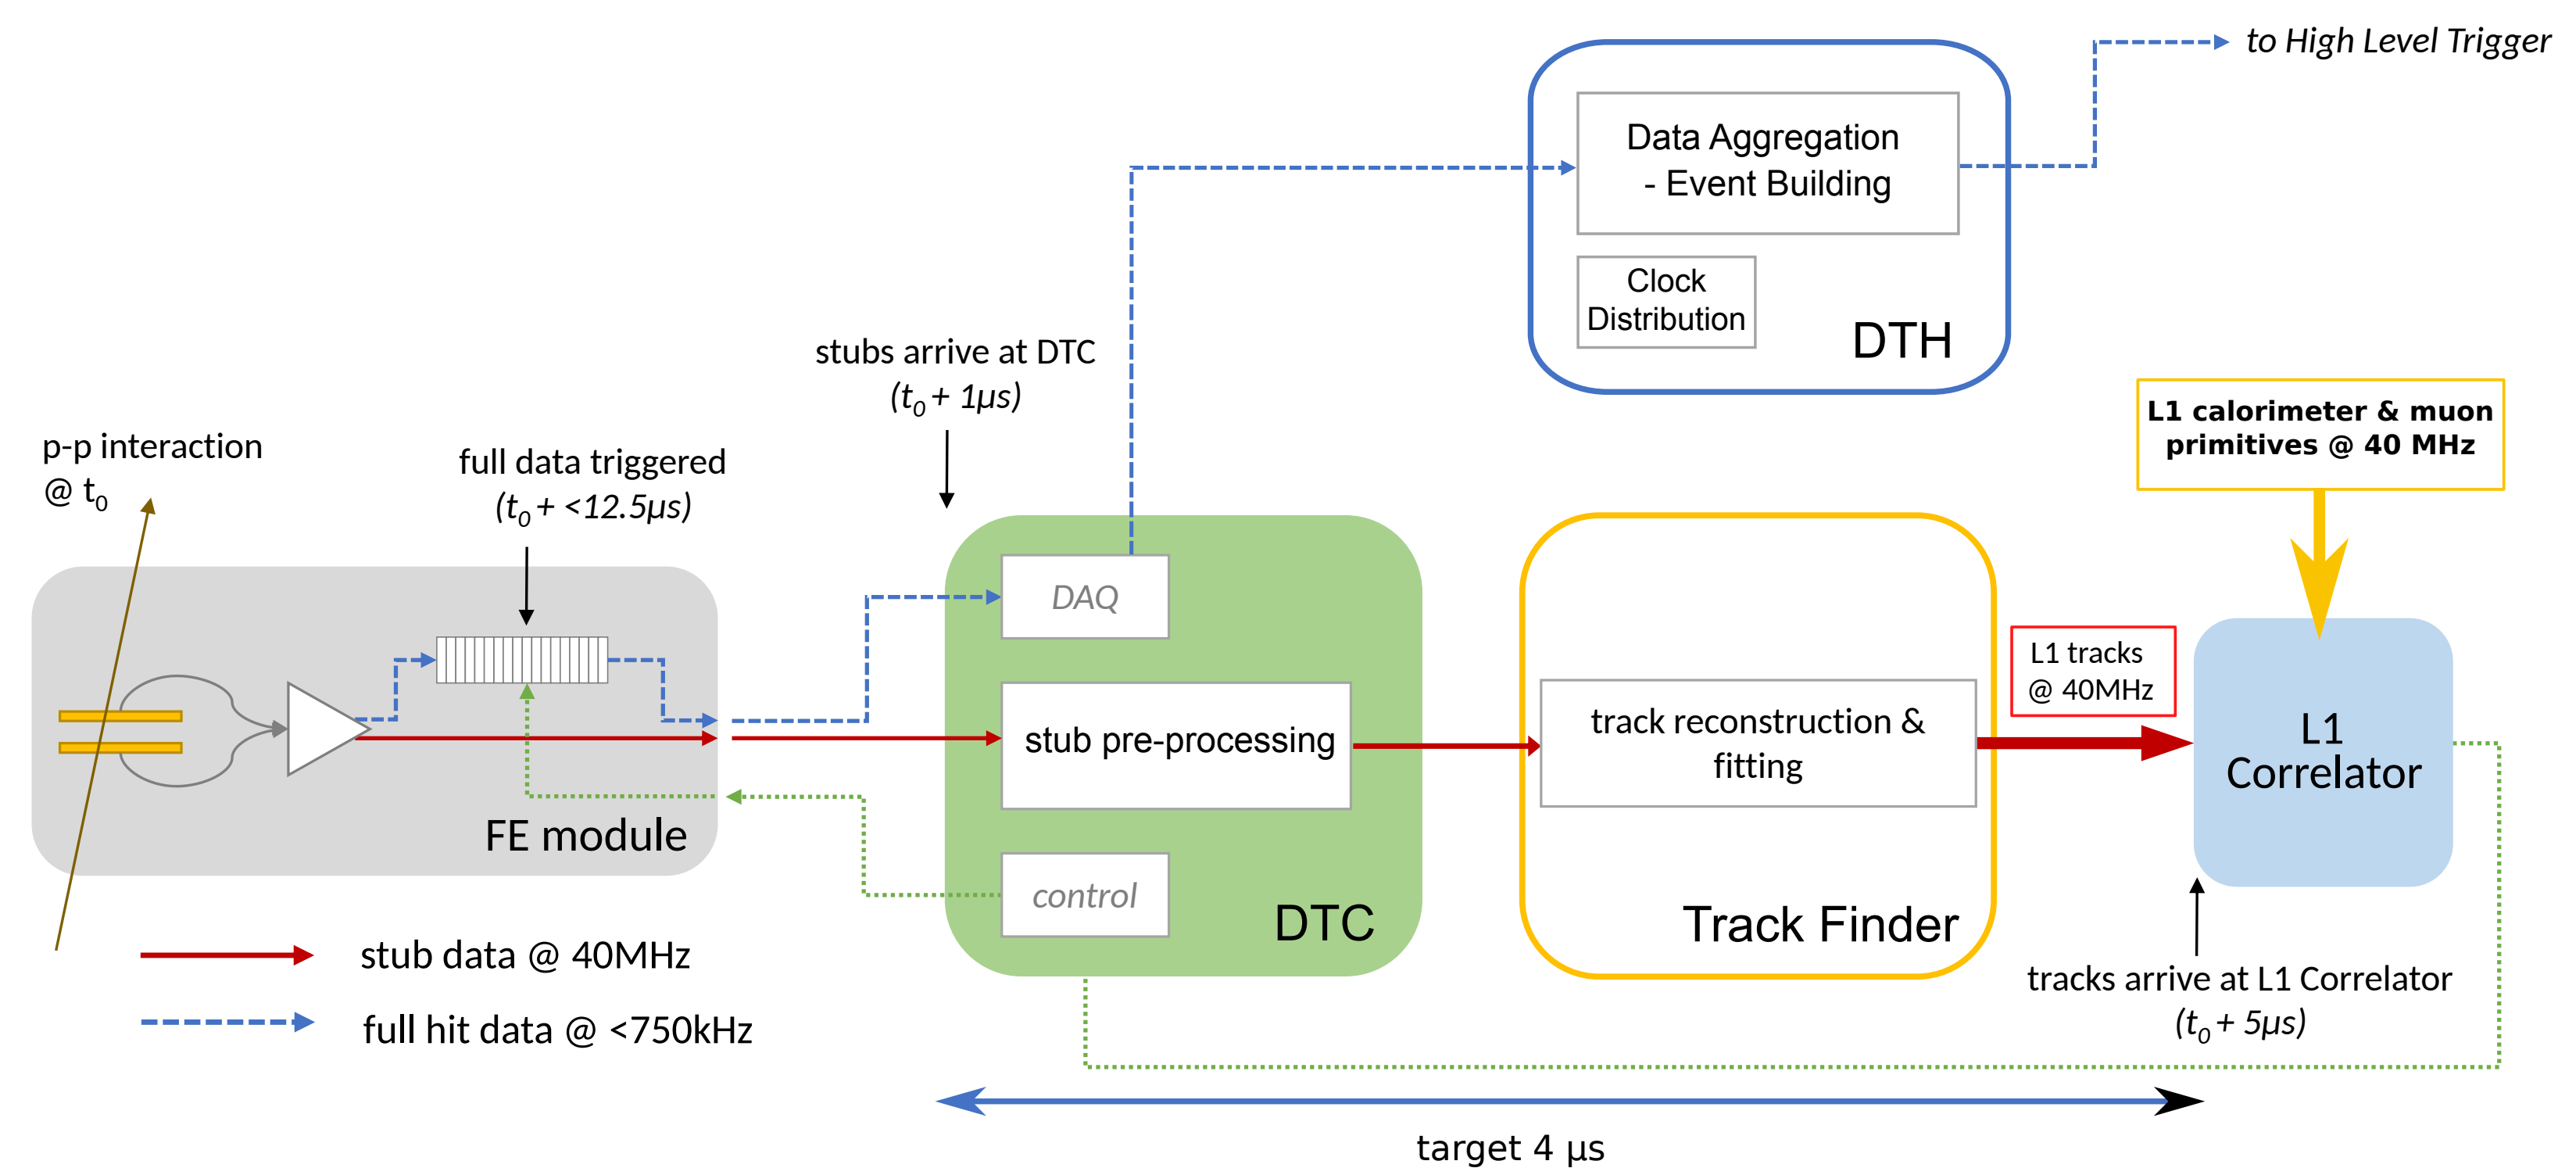 to High Level Trigger
Data Aggregation
- Event Building
Clock
Distribution
DTH
stubs arrive at DTC
(t0 + 1µs)
L1 calorimeter & muon
primitives @ 40 MHz
p-p interaction
@ t0
full data triggered
(t0 + <12.5µs)
DAQ
stub pre-processing
control
DTC
track reconstruction &
fitting
Track Finder
L1 tracks
@ 40MHz
L1
Correlator
FE module
tracks arrive at L1 Correlator
(t0 + 5µs)
stub data @ 40MHz
full hit data @ <750kHz
target 4 µs